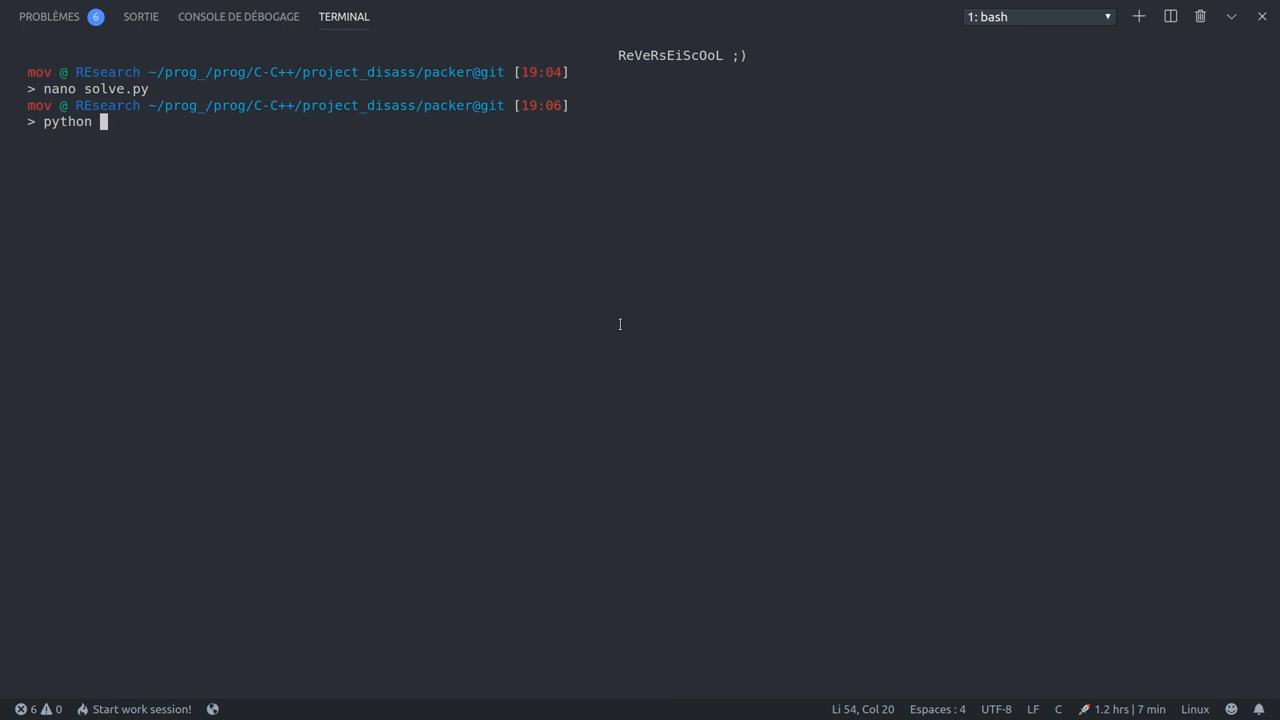 PROBLÈMES 6 SORTIE CONSOLE DE DÉBOGAGE TERMINAL 1: bash
ReVeRsEiScOoL ;)
mov @ REsearch ~/prog_/prog/C-C++/project_disass/packer@git [19:04]
> nano solve.py
mov @ REsearch ~/prog_/prog/C-C++/project_disass/packer@git [19:06]
> python
6 0 Start work session! Li 54, Col 20 Espaces : 4 UTF-8 LF C 1.2 hrs | 7 min Linux